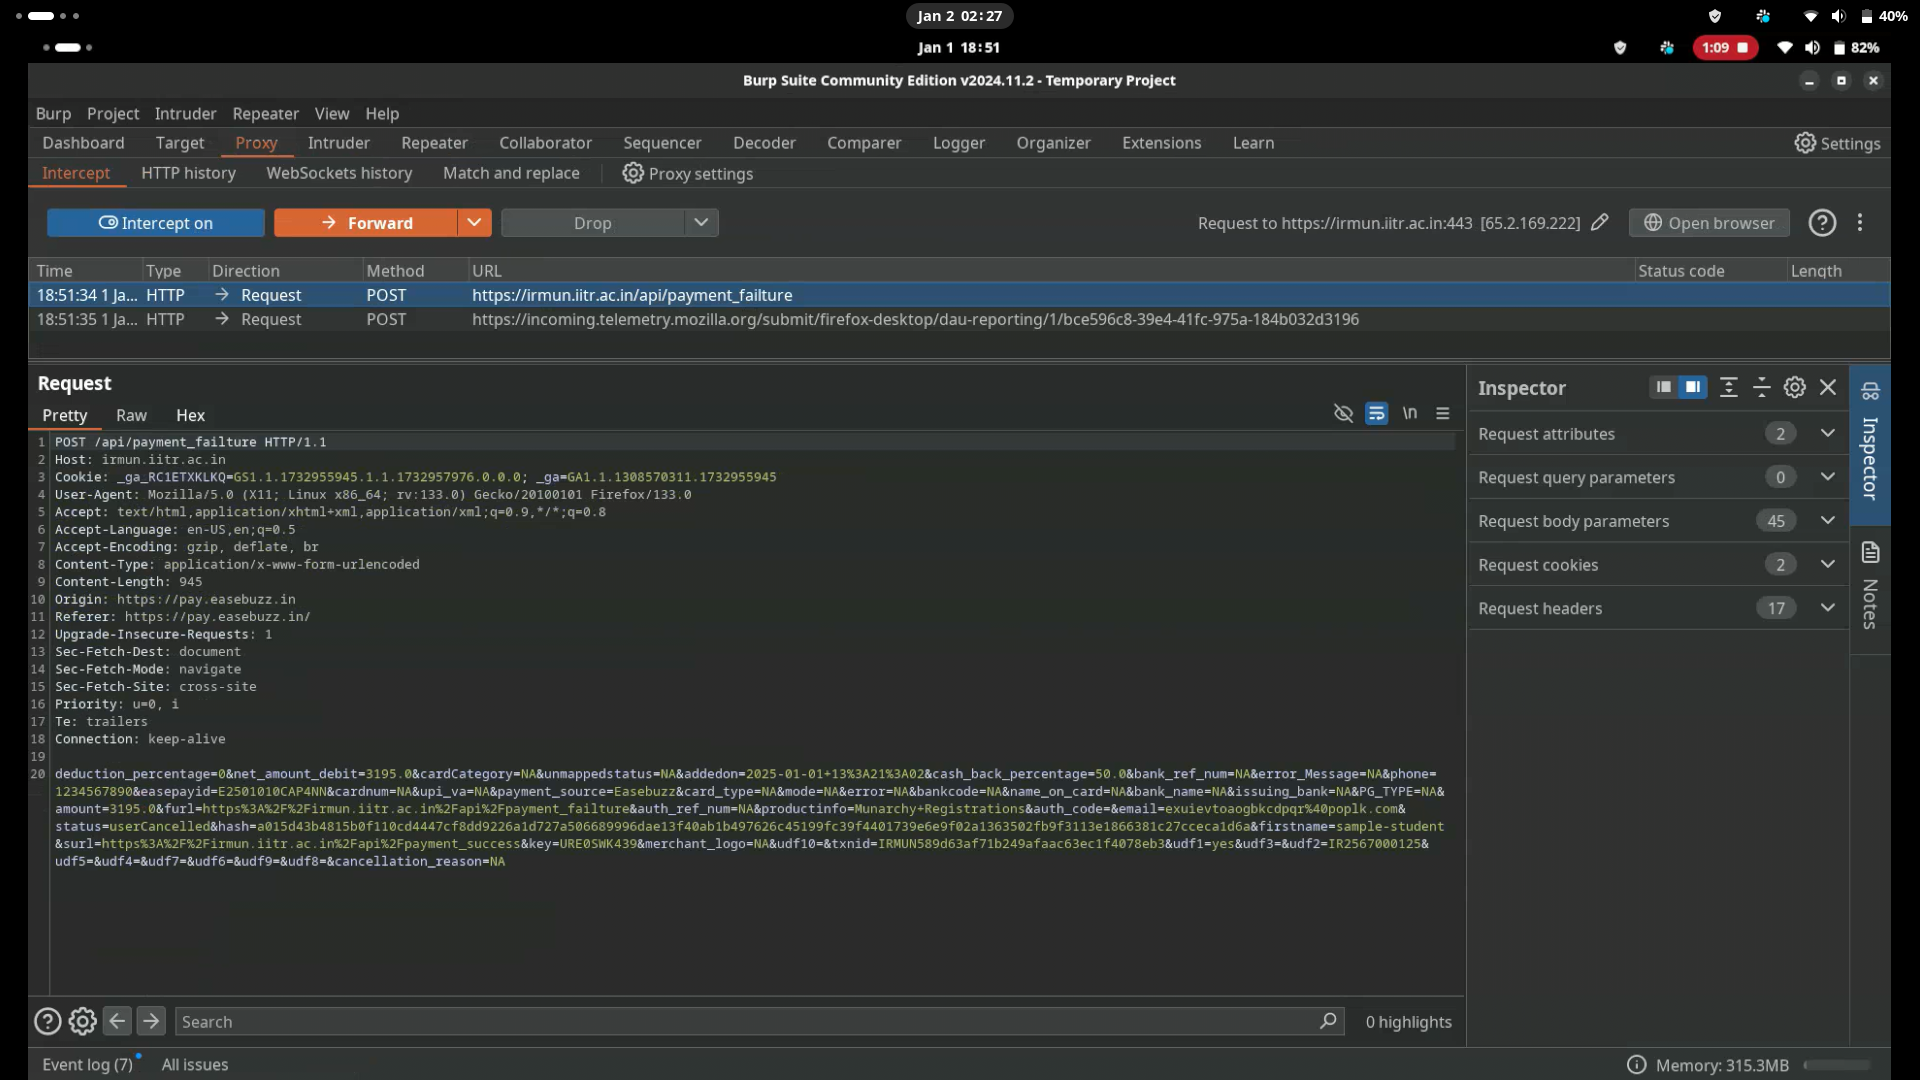 Jan 2 02:27
40%
Jan 1 18:51
1:09
82%
Burp Suite Community Edition v2024.11.2 - Temporary Project
Burp Project Intruder Repeater View Help
Dashboard Target Proxy Intruder Repeater Collaborator Sequencer Decoder Comparer Logger Organizer Extensions Learn Settings
Intercept HTTP history WebSockets history Match and replace Proxy settings
Intercept on Forward Drop Request to https://irmun.iitr.ac.in:443 [65.2.169.222] Open browser
Time Type Direction Method URL Status code Length
18:51:34 1 Ja... HTTP → Request POST https://irmun.iitr.ac.in/api/payment_failture
18:51:35 1 Ja... HTTP → Request POST https://incoming.telemetry.mozilla.org/submit/firefox-desktop/dau-reporting/1/bce596c8-39e4-41fc-975a-184b032d3196
Request
Pretty Raw Hex \n
1 POST /api/payment_failture HTTP/1.1
2 Host: irmun.iitr.ac.in
3 Cookie: _ga_RC1ETXKLKQ=GS1.1.1732955945.1.1.1732957976.0.0.0; _ga=GA1.1.1308570311.1732955945
4 User-Agent: Mozilla/5.0 (X11; Linux x86_64; rv:133.0) Gecko/20100101 Firefox/133.0
5 Accept: text/html,application/xhtml+xml,application/xml;q=0.9,*/*;q=0.8
6 Accept-Language: en-US,en;q=0.5
7 Accept-Encoding: gzip, deflate, br
8 Content-Type: application/x-www-form-urlencoded
9 Content-Length: 945
10 Origin: https://pay.easebuzz.in
11 Referer: https://pay.easebuzz.in/
12 Upgrade-Insecure-Requests: 1
13 Sec-Fetch-Dest: document
14 Sec-Fetch-Mode: navigate
15 Sec-Fetch-Site: cross-site
16 Priority: u=0, i
17 Te: trailers
18 Connection: keep-alive
19
20 deduction_percentage=0&net_amount_debit=3195.0&cardCategory=NA&unmappedstatus=NA&addedon=2025-01-01+13%3A21%3A02&cash_back_percentage=50.0&bank_ref_num=NA&error_Message=NA&phone=
1234567890&easepayid=E2501010CAP4NN&cardnum=NA&upi_va=NA&payment_source=Easebuzz&card_type=NA&mode=NA&error=NA&bankcode=NA&name_on_card=NA&bank_name=NA&issuing_bank=NA&PG_TYPE=NA&
amount=3195.0&furl=https%3A%2F%2Firmun.iitr.ac.in%2Fapi%2Fpayment_failture&auth_ref_num=NA&productinfo=Munarchy+Registrations&auth_code=&email=exuievtoaogbkcdpqr%40poplk.com&
status=userCancelled&hash=a015d43b4815b0f110cd4447cf8dd9226a1d727a506689996dae13f40ab1b497626c45199fc39f4401739e6e9f02a1363502fb9f3113e1866381c27cceca1d6a&firstname=sample-student
&surl=https%3A%2F%2Firmun.iitr.ac.in%2Fapi%2Fpayment_success&key=URE0SWK439&merchant_logo=NA&udf10=&txnid=IRMUN589d63af71b249afaac63ec1f4078eb3&udf1=yes&udf3=&udf2=IR2567000125&
udf5=&udf4=&udf7=&udf6=&udf9=&udf8=&cancellation_reason=NA
Inspector
Request attributes 2
Request query parameters 0
Request body parameters 45
Request cookies 2
Request headers 17
Inspector
Notes
Search 0 highlights
Event log (7) All issues Memory: 315.3MB